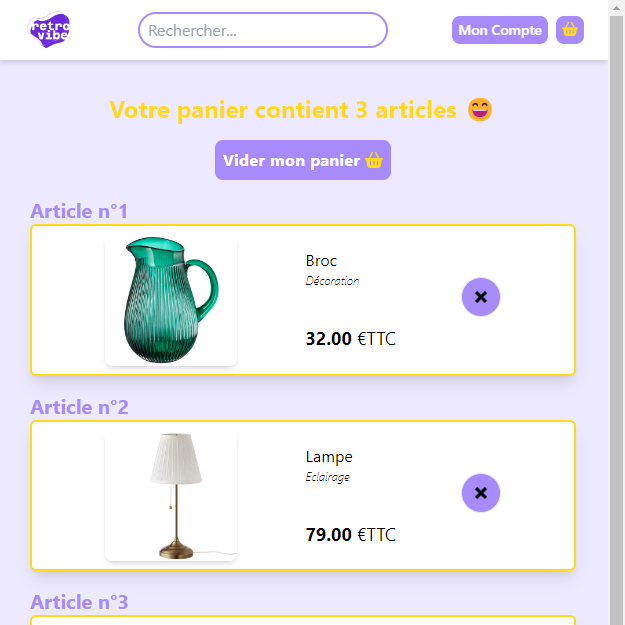 retro
vibe
Rechercher...
Mon Compte
Votre panier contient 3 articles 😄
Vider mon panier
Article n°1
Broc
Décoration
32.00 €TTC
Article n°2
Lampe
Eclairage
79.00 €TTC
Article n°3